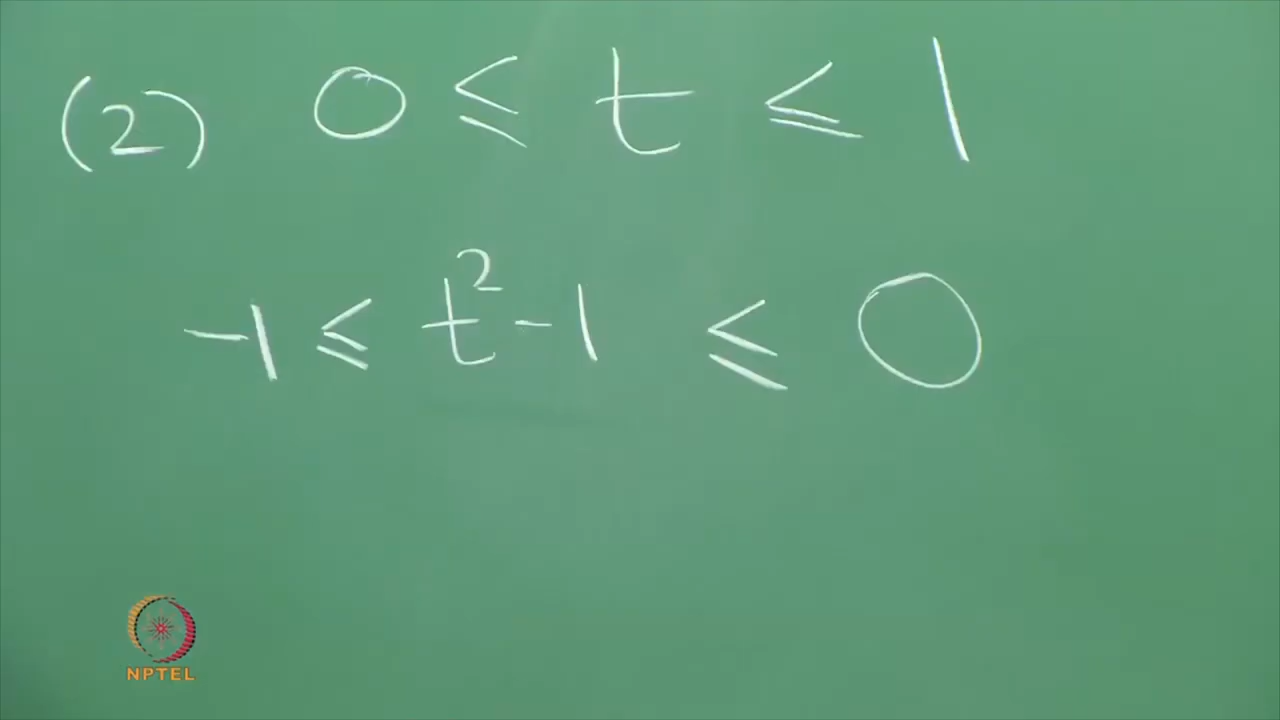 (2) 0 ≤ t ≤ 1
-1 ≤ t² - 1 ≤ 0
NPTEL